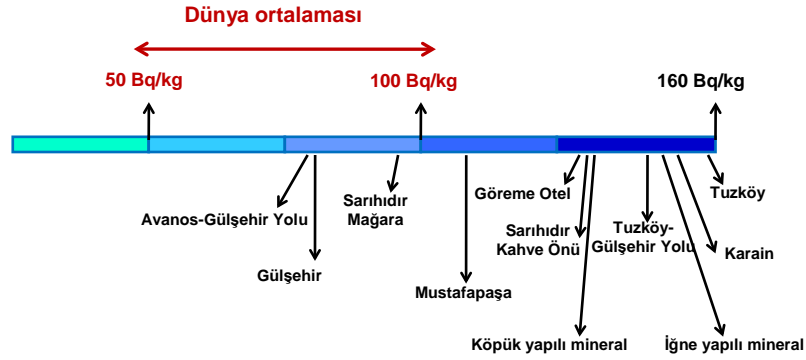 Dünya ortalaması
50 Bq/kg
100 Bq/kg
160 Bq/kg
Avanos-Gülşehir Yolu
Sarıhıdır
Mağara
Göreme Otel
Tuzköy
Sarıhıdır
Kahve Önü
Tuzköy-
Gülşehir Yolu
Karain
Gülşehir
Mustafapaşa
Köpük yapılı mineral
İğne yapılı mineral